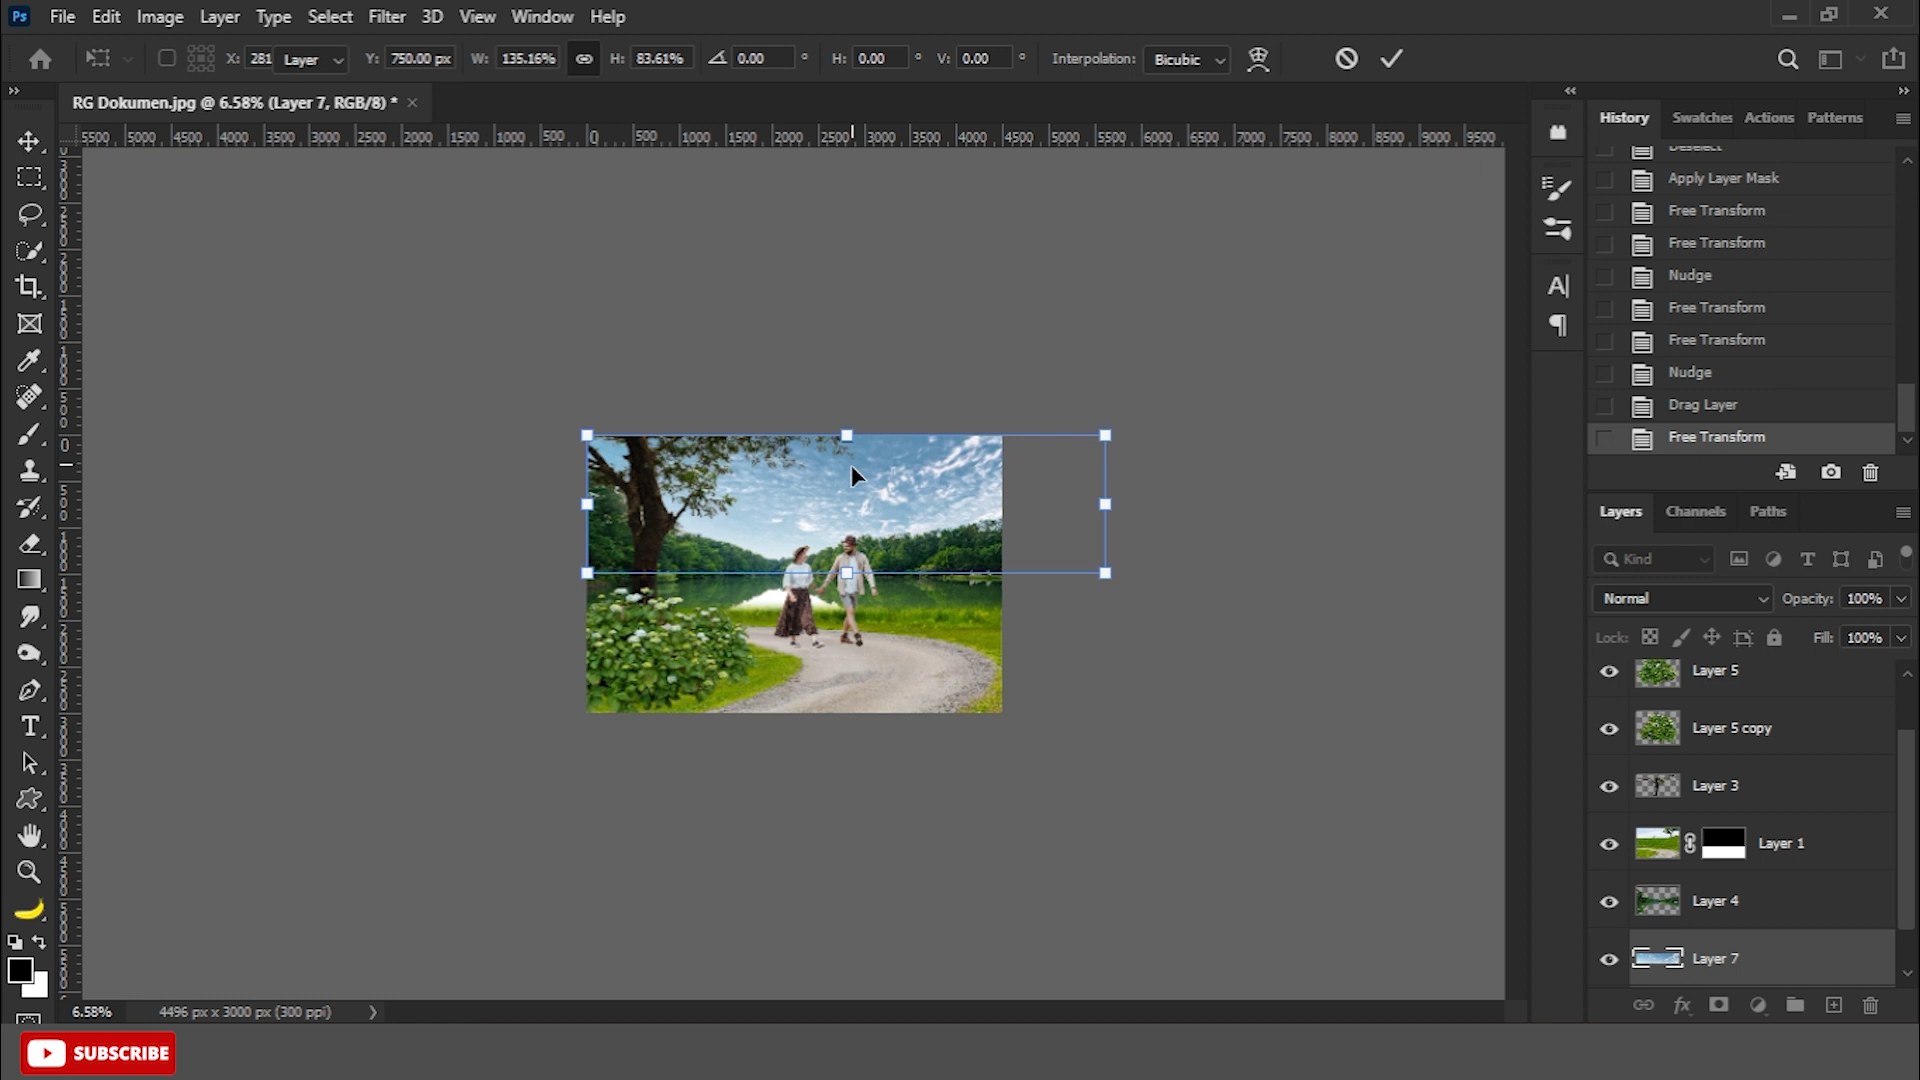 Ps File Edit Image Layer Type Select Filter 3D View Window Help
X: 281 Layer Y: 750.00 px W: 135.16% H: 83.61% 0.00 ° H: 0.00 ° V: 0.00 ° Interpolation: Bicubic
RG Dokumen.jpg @ 6.58% (Layer 7, RGB/8) *
5500 5000 4500 4000 3500 3000 2500 2000 1500 1000 500 0 500 1000 1500 2000 2500 3000 3500 4000 4500 5000 5500 6000 6500 7000 7500 8000 8500 9000 9500
History Swatches Actions Patterns
Deselect
Apply Layer Mask
Free Transform
Free Transform
Nudge
Free Transform
Free Transform
Nudge
Drag Layer
Free Transform
Layers Channels Paths
Kind
Normal Opacity: 100%
Lock: Fill: 100%
Layer 5
Layer 5 copy
Layer 3
Layer 1
Layer 4
Layer 7
6.58% 4496 px x 3000 px (300 ppi)
SUBSCRIBE